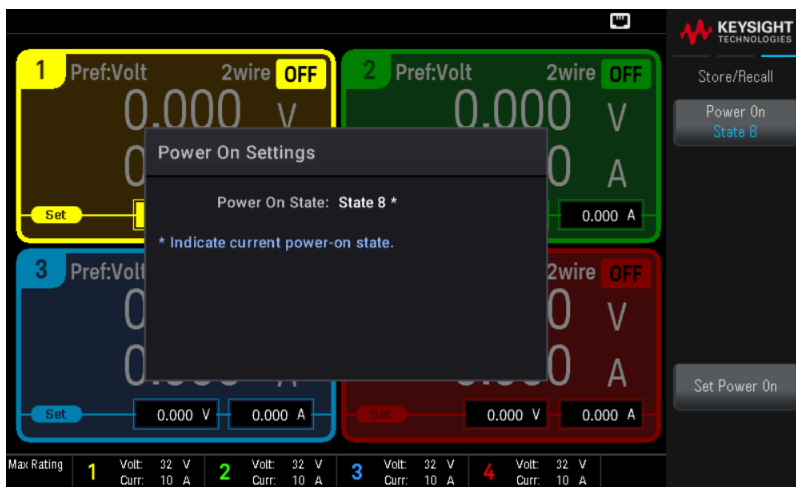 KEYSIGHT
TECHNOLOGIES
1 Pref:Volt 2wire OFF
0.000 V
Set
2 Pref:Volt 2wire OFF
0.000 V
A
0.000 A
Store/Recall
Power On
State 8
Power On Settings
Power On State: State 8 *
* Indicate current power-on state.
3 Pref:Volt
Set 0.000 V 0.000 A
2wire OFF
V
A
Set 0.000 V 0.000 A
Set Power On
Max Rating
1 Volt: 32 V
Curr: 10 A
2 Volt: 32 V
Curr: 10 A
3 Volt: 32 V
Curr: 10 A
4 Volt: 32 V
Curr: 10 A